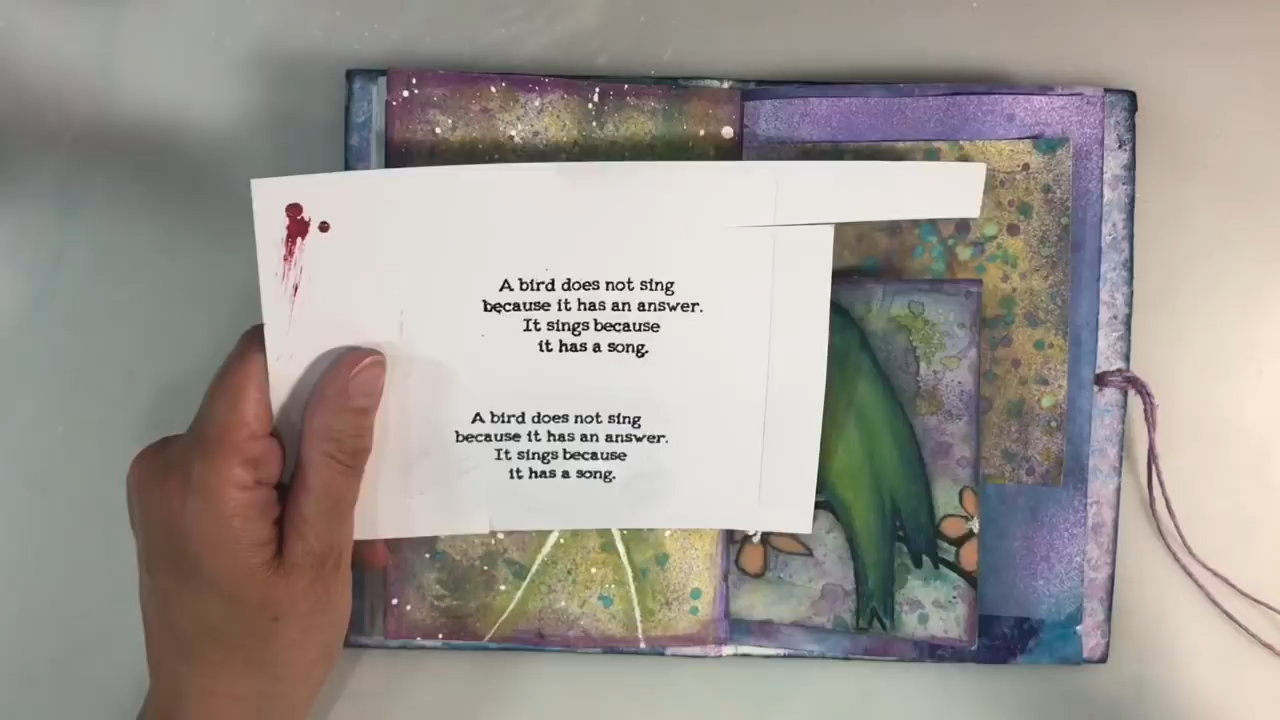 A bird does not sing
because it has an answer.
It sings because
it has a song.
A bird does not sing
because it has an answer.
It sings because
it has a song.